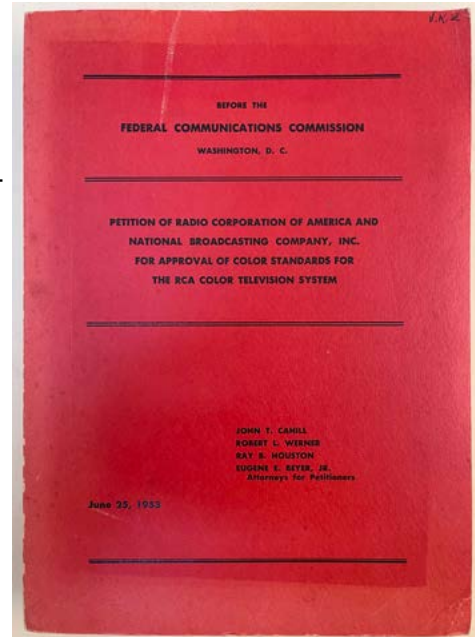 J.K.
BEFORE THE
FEDERAL COMMUNICATIONS COMMISSION
WASHINGTON, D. C.
PETITION OF RADIO CORPORATION OF AMERICA AND
NATIONAL BROADCASTING COMPANY, INC.
FOR APPROVAL OF COLOR STANDARDS FOR
THE RCA COLOR TELEVISION SYSTEM
JOHN T. CAHILL
ROBERT L. WERNER
RAY B. HOUSTON
EUGENE E. BEYER, JR.
Attorneys for Petitioners
June 25, 1953